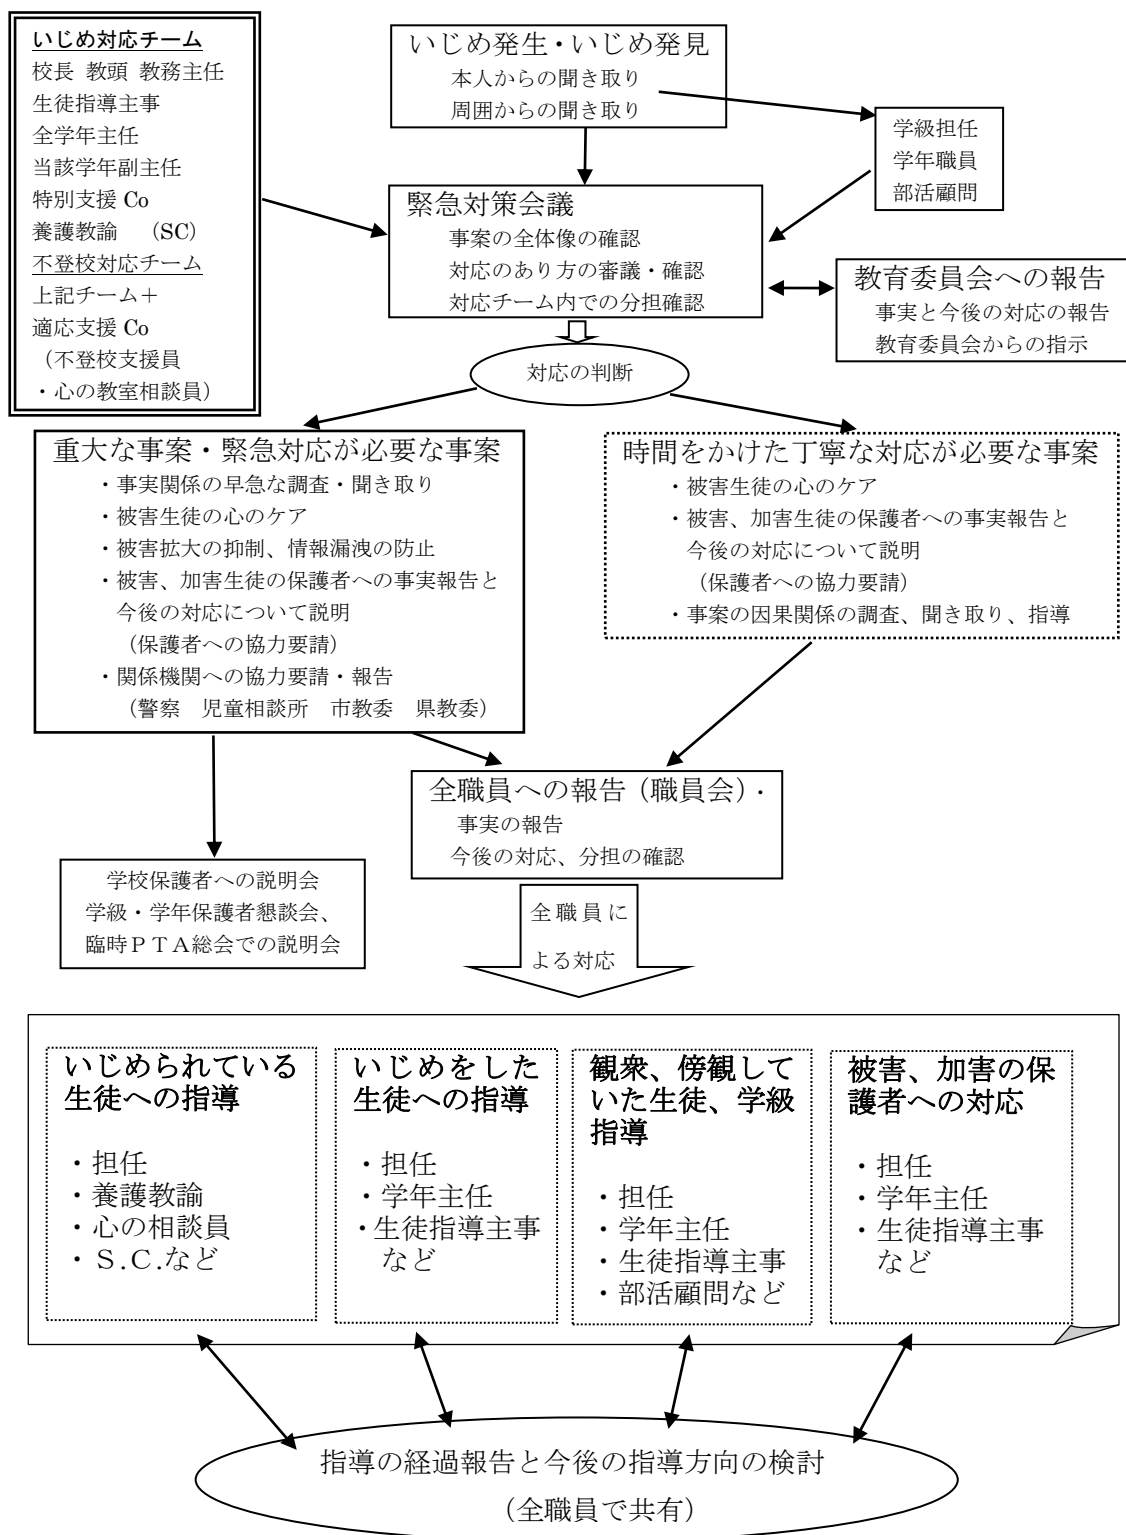 いじめ対応チーム
校長 教頭 教務主任
生徒指導主事
全学年主任
当該学年副主任
特別支援 Co
養護教諭 （SC）
不登校対応チーム
上記チーム＋
適応支援 Co
（不登校支援員
・心の教室相談員）
いじめ発生・いじめ発見
本人からの聞き取り
周囲からの聞き取り
学級担任
学年職員
部活顧問
緊急対策会議
事案の全体像の確認
対応のあり方の審議・確認
対応チーム内での分担確認
教育委員会への報告
事実と今後の対応の報告
教育委員会からの指示
対応の判断
重大な事案・緊急対応が必要な事案
・事実関係の早急な調査・聞き取り
・被害生徒の心のケア
・被害拡大の抑制、情報漏洩の防止
・被害、加害生徒の保護者への事実報告と
今後の対応について説明
（保護者への協力要請）
・関係機関への協力要請・報告
（警察 児童相談所 市教委 県教委）
時間をかけた丁寧な対応が必要な事案
・被害生徒の心のケア
・被害、加害生徒の保護者への事実報告と
今後の対応について説明
（保護者への協力要請）
・事案の因果関係の調査、聞き取り、指導
全職員への報告（職員会）・
事実の報告
今後の対応、分担の確認
学校保護者への説明会
学級・学年保護者懇談会、
臨時ＰＴＡ総会での説明会
全職員に
よる対応
いじめられている
生徒への指導
・担任
・養護教諭
・心の相談員
・Ｓ.Ｃ.など
いじめをした
生徒への指導
・担任
・学年主任
・生徒指導主事
など
観衆、傍観して
いた生徒、学級
指導
・担任
・学年主任
・生徒指導主事
・部活顧問など
被害、加害の保
護者への対応
・担任
・学年主任
・生徒指導主事
など
指導の経過報告と今後の指導方向の検討
（全職員で共有）